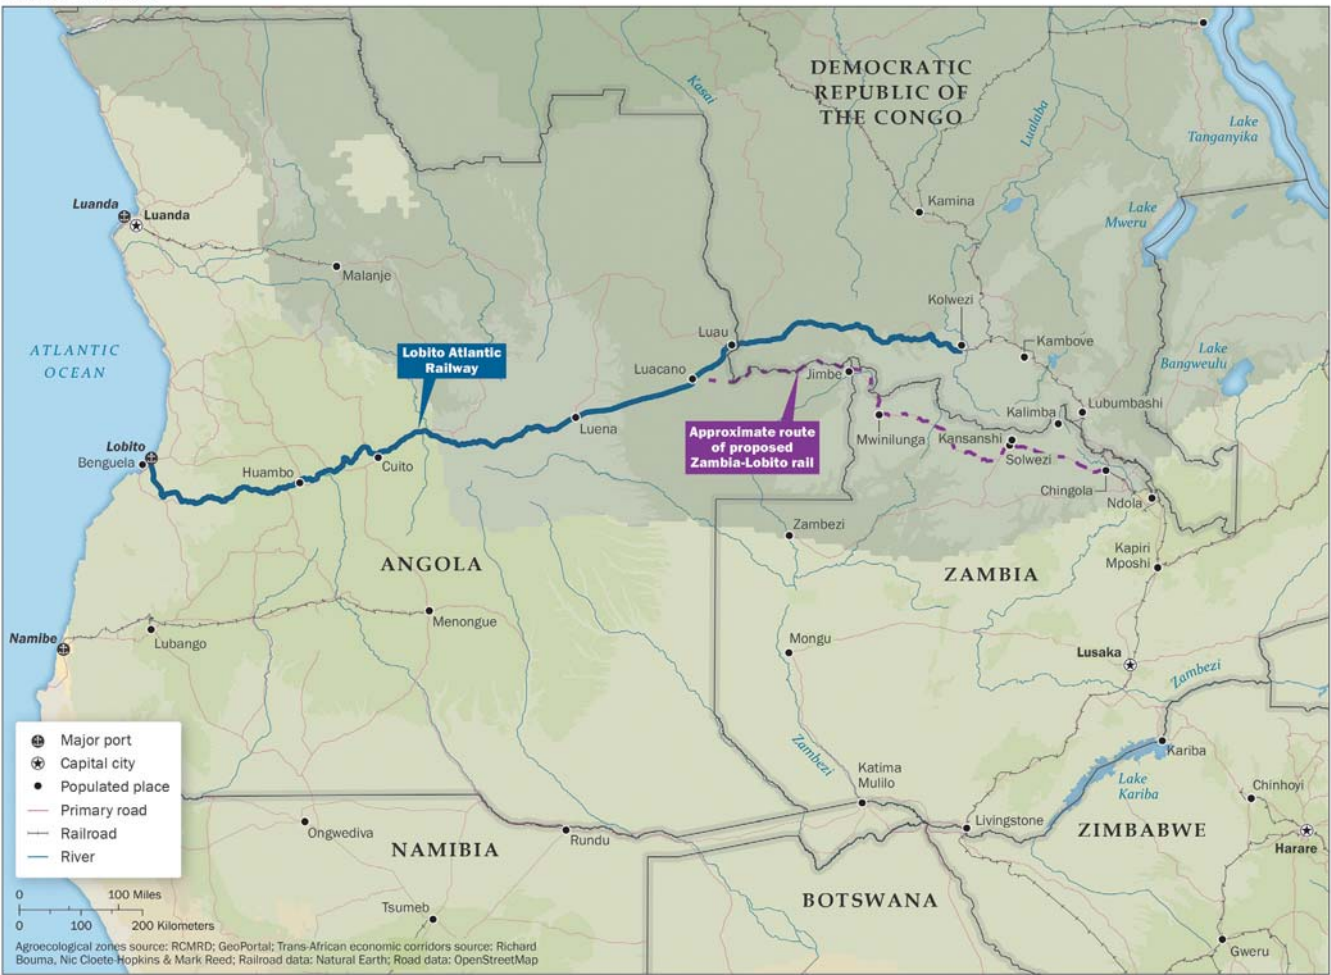 DEMOCRATIC
REPUBLIC OF
THE CONGO
Kasai
Lualaba
Lake
Tanganyika
Luanda
Luanda
Kamina
Lake
Mweru
Malanje
Kolwezi
ATLANTIC
OCEAN
Lobito Atlantic
Railway
Luau
Kambove
Luacano
Jimbe
Lake
Bangweulu
Luena
Approximate route
of proposed
Zambia-Lobito rail
Mwinilunga
Kansanshi
Kalimba
Lubumbashi
Solwezi
Lobito
Benguela
Huambo
Cuito
Chingola
Ndola
Zambezi
ANGOLA
ZAMBIA
Kapiri
Mposhi
Menongue
Namibe
Lubango
Mongu
Lusaka
Zambezi
Zambezi
Kariba
Katima
Mulilo
Lake
Kariba
Chinhoyi
Livingstone
ZIMBABWE
Harare
Ongwediva
NAMIBIA
Rundu
BOTSWANA
Tsumeb
Gweru
Major port
Capital city
Populated place
Primary road
Railroad
River
0 100 Miles
0 100 200 Kilometers
Agroecological zones source: RCMRD; GeoPortal; Trans-African economic corridors source: Richard
Bouma, Nic Cloete-Hopkins & Mark Reed; Railroad data: Natural Earth; Road data: OpenStreetMap